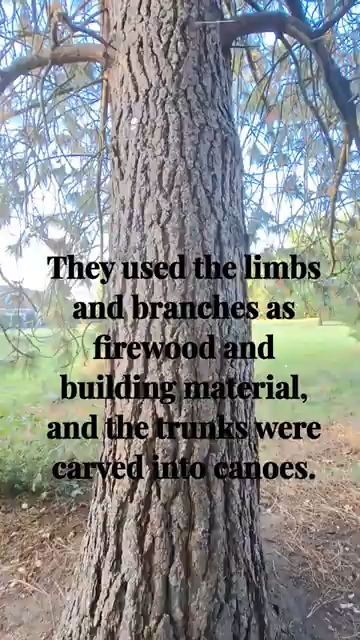 They used the limbs
and branches as
firewood and
building material,
and the trunks were
carved into canoes.